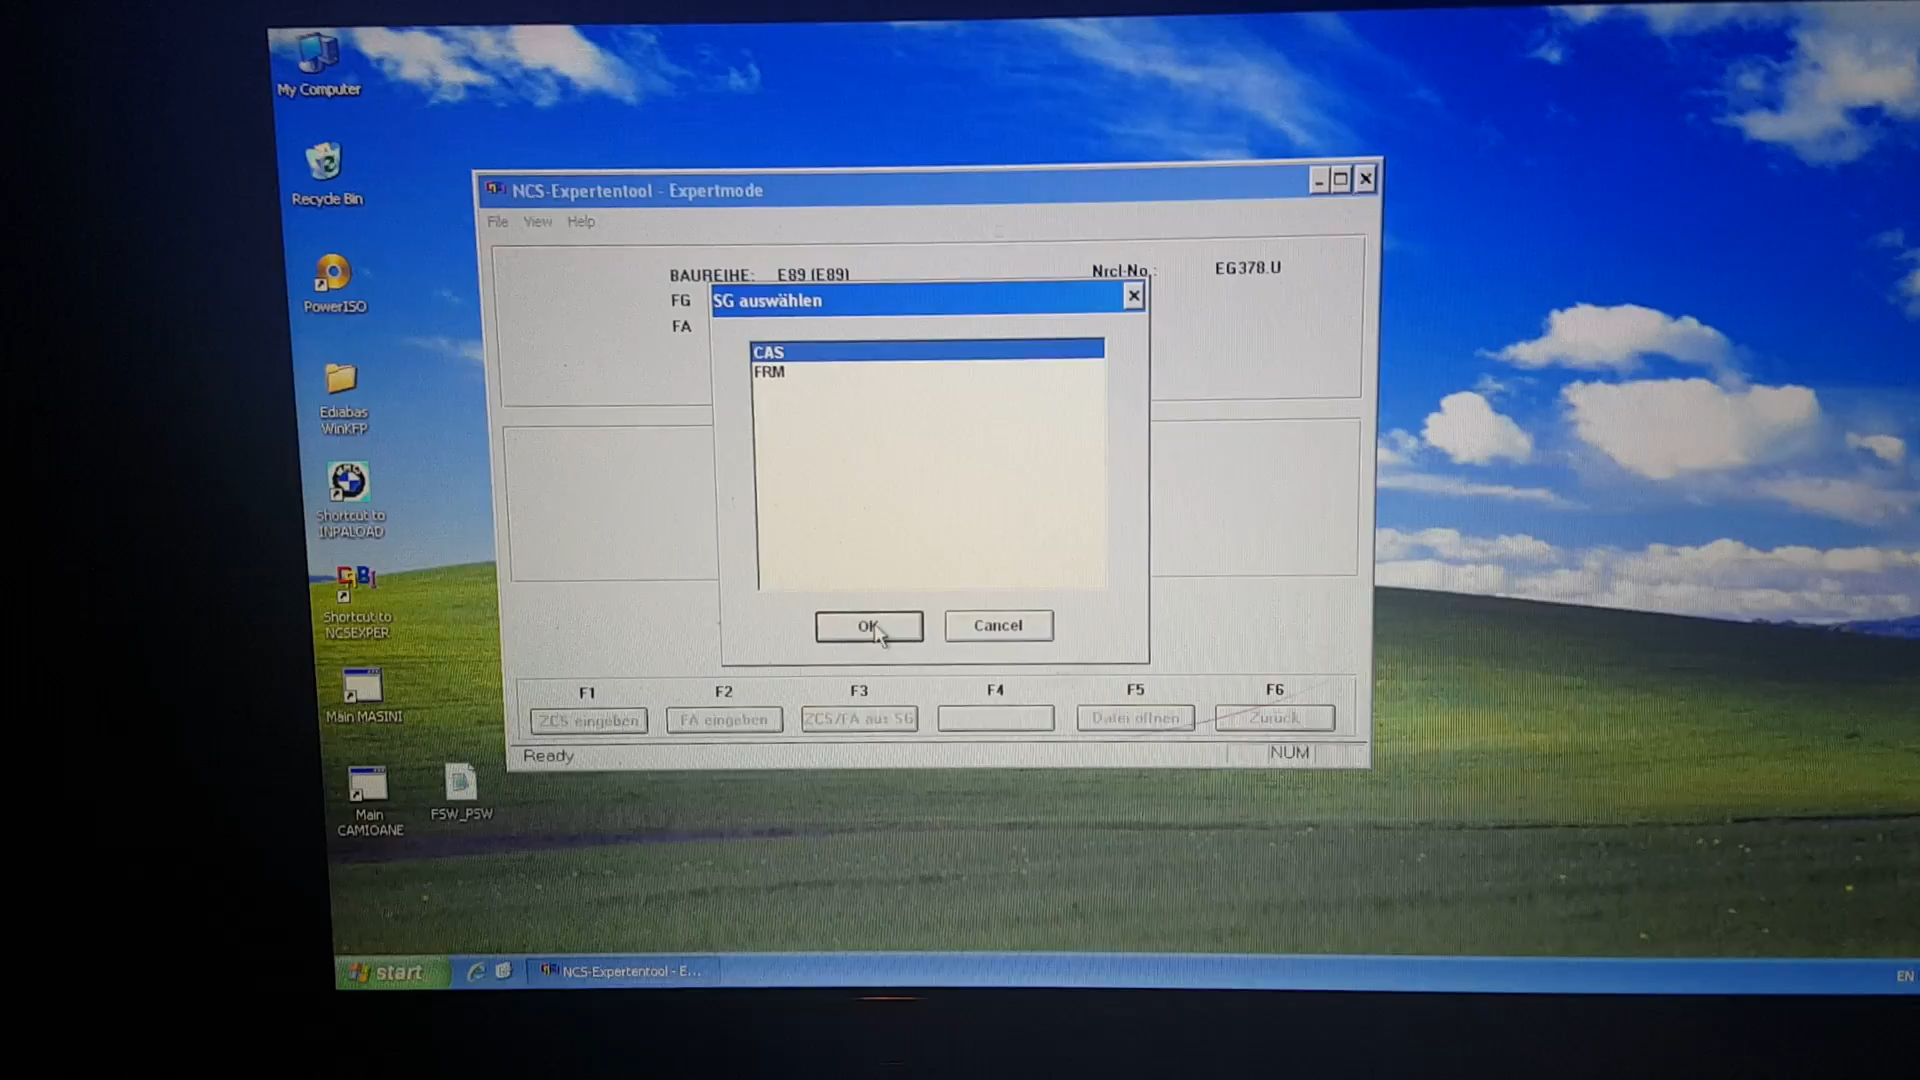 My Computer
Recycle Bin
PowerISO
Ediabas
WinKFP
Shortcut to
INPALOAD
Shortcut to
NCSEXPER
Main MASINI
Main
CAMIOANE
FSW_PSW
NCS-Expertentool - Expertmode
File View Help
BAUREIHE: E89 (E89)
Nrcl-No.: EG378.U
FG
FA
SG auswählen
CAS
FRM
OK
Cancel
F1 F2 F3 F4 F5 F6
ZCS eingeben FA eingeben ZCS/FA aus SG Datei öffnen Zurück
Ready
NUM
start
NCS-Expertentool - E...
EN